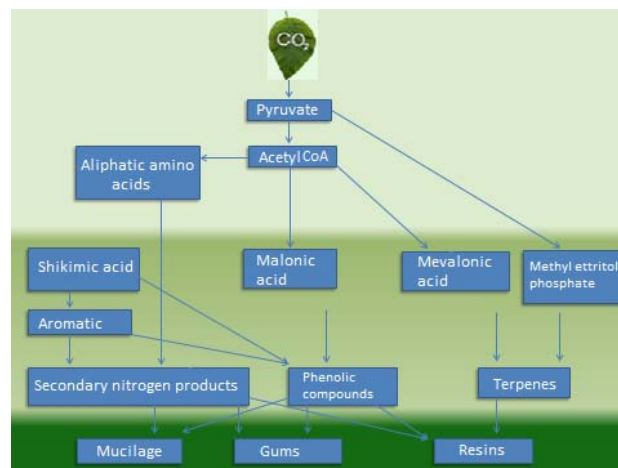 CO₂
Pyruvate
Acetyl CoA
Aliphatic amino
acids
Shikimic acid
Malonic
acid
Mevalonic
acid
Methyl ettritol
phosphate
Aromatic
Secondary nitrogen products
Phenolic
compounds
Terpenes
Mucilage
Gums
Resins